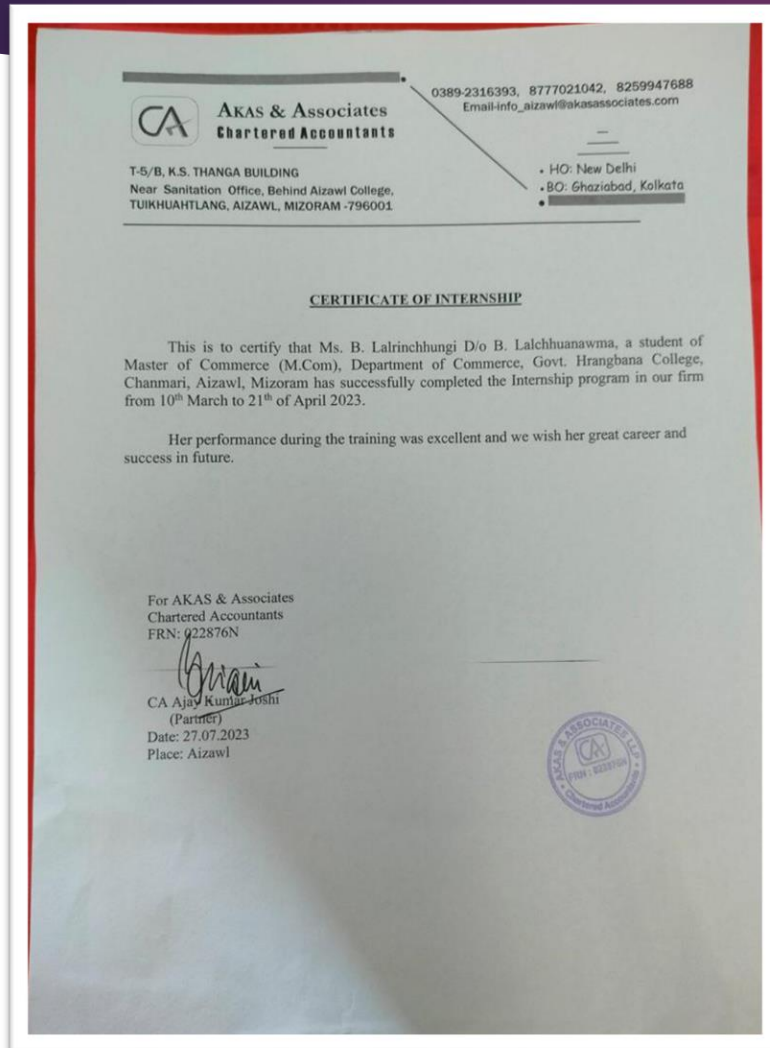 CA
AKAS & Associates
Chartered Accountants
0389-2316393, 8777021042, 8259947688
Email-info_aizawl@akasassociates.com
T-5/B, K.S. THANGA BUILDING
Near Sanitation Office, Behind Aizawl College,
TUIKHUAHTLANG, AIZAWL, MIZORAM -796001
• HO: New Delhi
• BO: Ghaziabad, Kolkata
CERTIFICATE OF INTERNSHIP
This is to certify that Ms. B. Lalrinchhungi D/o B. Lalchhuanawma, a student of
Master of Commerce (M.Com), Department of Commerce, Govt. Hrangbana College,
Chanmari, Aizawl, Mizoram has successfully completed the Internship program in our firm
from 10th March to 21th of April 2023.
Her performance during the training was excellent and we wish her great career and
success in future.
For AKAS & Associates
Chartered Accountants
FRN: 022876N
CA Ajay Kumar Joshi
(Partner)
Date: 27.07.2023
Place: Aizawl
AKAS & ASSOCIATES LLP
CA
FRN : 022876N
Chartered Accountants